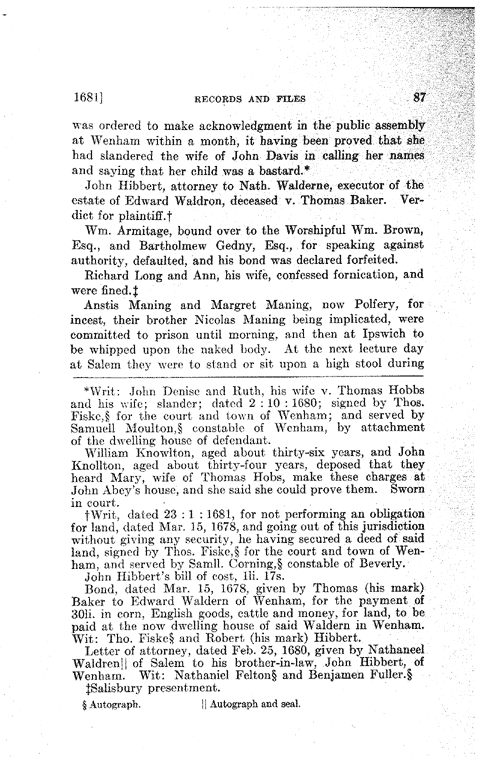 1681]
RECORDS AND FILES
87
was ordered to make acknowledgment in the public assembly
at Wenham within a month, it having been proved that she
had slandered the wife of John Davis in calling her names
and saying that her child was a bastard.*
John Hibbert, attorney to Nath. Walderne, executor of the
estate of Edward Waldron, deceased v. Thomas Baker. Ver-
dict for plaintiff.†
Wm. Armitage, bound over to the Worshipful Wm. Brown,
Esq., and Bartholmew Gedny, Esq., for speaking against
authority, defaulted, and his bond was declared forfeited.
Richard Long and Ann, his wife, confessed fornication, and
were fined.‡
Anstis Maning and Margret Maning, now Polfery, for
incest, their brother Nicolas Maning being implicated, were
committed to prison until morning, and then at Ipswich to
be whipped upon the naked body. At the next lecture day
at Salem they were to stand or sit upon a high stool during
*Writ: John Denise and Ruth, his wife v. Thomas Hobbs
and his wife; slander; dated 2 : 10 : 1680; signed by Thos.
Fiske,§ for the court and town of Wenham; and served by
Samuell Moulton,§ constable of Wenham, by attachment
of the dwelling house of defendant.
William Knowlton, aged about thirty-six years, and John
Knollton, aged about thirty-four years, deposed that they
heard Mary, wife of Thomas Hobs, make these charges at
John Abey's house, and she said she could prove them. Sworn
in court.
†Writ, dated 23 : 1 : 1681, for not performing an obligation
for land, dated Mar. 15, 1678, and going out of this jurisdiction
without giving any security, he having secured a deed of said
land, signed by Thos. Fiske,§ for the court and town of Wen-
ham, and served by Samll. Corning,§ constable of Beverly.
John Hibbert's bill of cost, 1li. 17s.
Bond, dated Mar. 15, 1678, given by Thomas (his mark)
Baker to Edward Waldern of Wenham, for the payment of
30li. in corn, English goods, cattle and money, for land, to be
paid at the now dwelling house of said Waldern in Wenham.
Wit: Tho. Fiske§ and Robert (his mark) Hibbert.
Letter of attorney, dated Feb. 25, 1680, given by Nathaneel
Waldren|| of Salem to his brother-in-law, John Hibbert, of
Wenham. Wit: Nathaniel Felton§ and Benjamen Fuller.§
‡Salisbury presentment.
§ Autograph. || Autograph and seal.